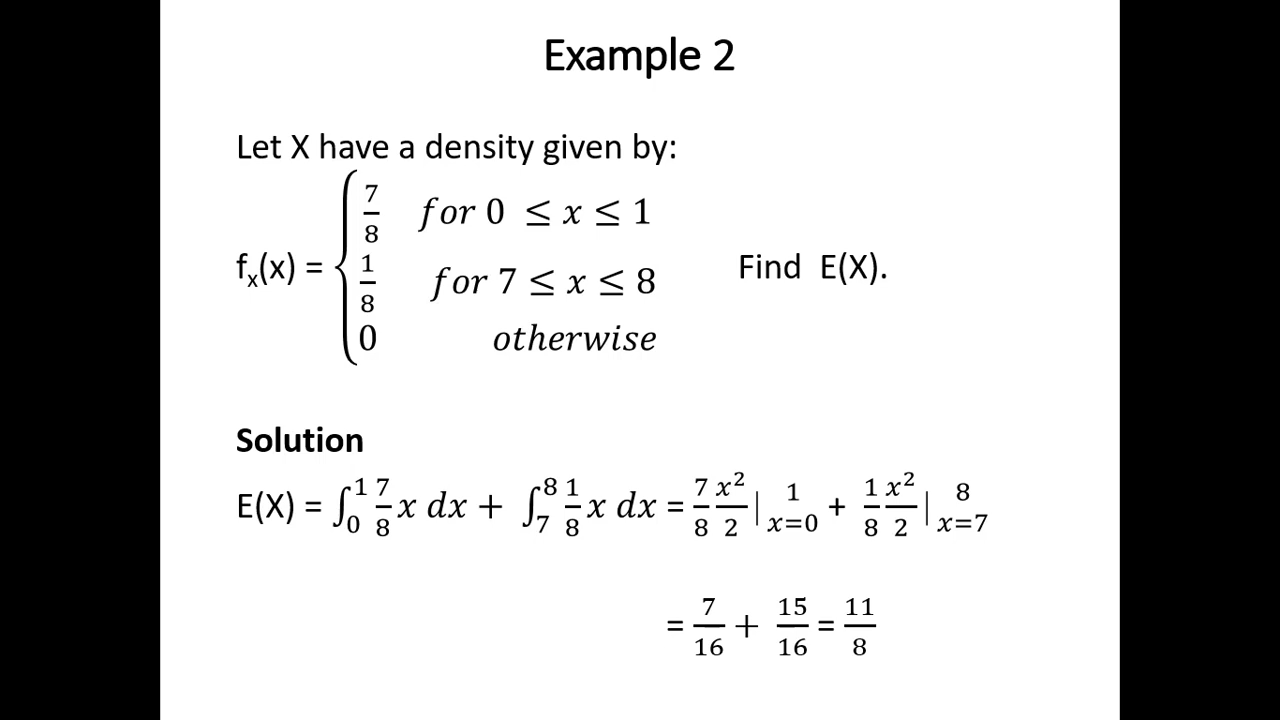 Example 2
Let X have a density given by:
fₓ(x) = { 7/8 for 0 ≤ x ≤ 1
1/8 for 7 ≤ x ≤ 8
0 otherwise
Find E(X).
Solution
E(X) = ∫₀¹ 7/8 x dx + ∫₇⁸ 1/8 x dx = 7/8 x²/2 | 1 x=0 + 1/8 x²/2 | 8 x=7
= 7/16 + 15/16 = 11/8